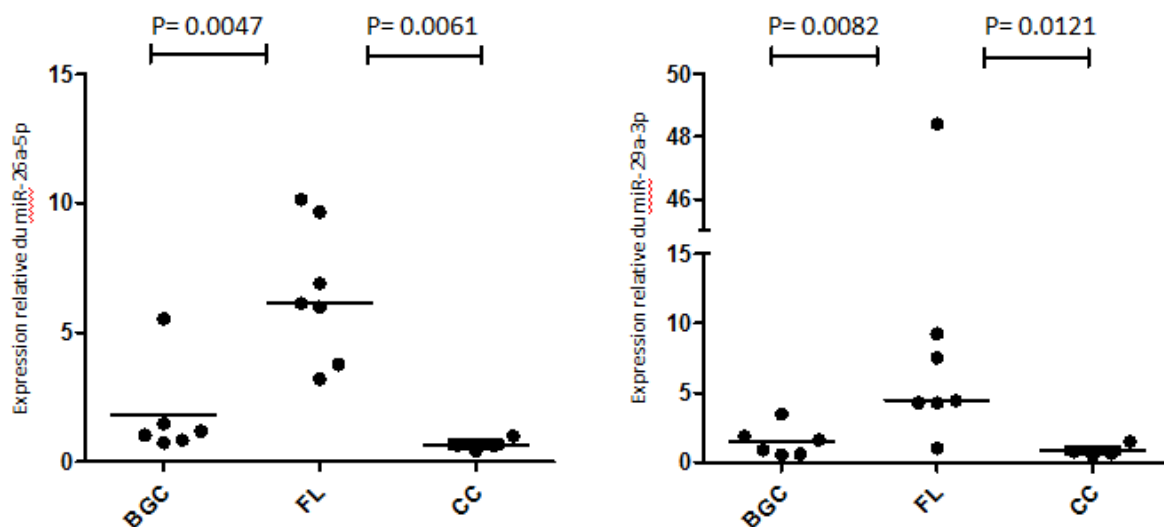 P= 0.0047
P= 0.0061
Expression relative du miR-26a-5p
15
10
5
0
BGC
FL
CC
P= 0.0082
P= 0.0121
Expression relative du miR-29a-3p
50
48
46
15
10
5
0
BGC
FL
CC